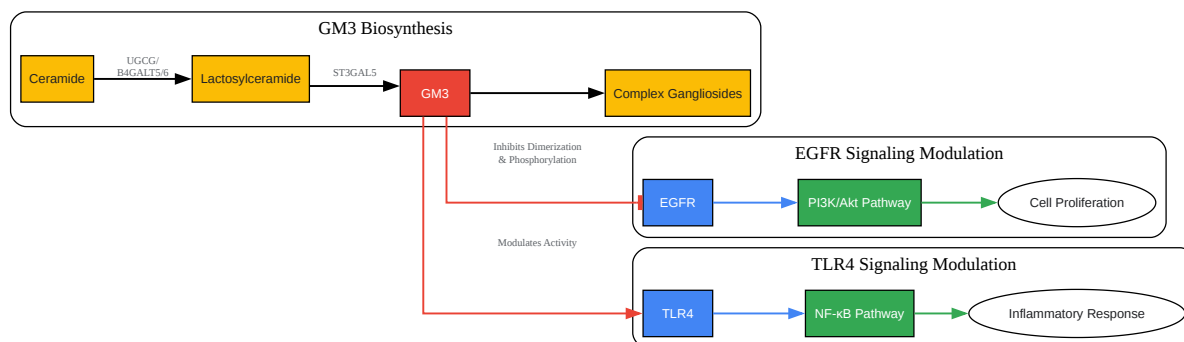 GM3 Biosynthesis
UGCG/
B4GALT5/6
ST3GAL5
Ceramide
Lactosylceramide
GM3
Complex Gangliosides
Inhibits Dimerization
& Phosphorylation
EGFR Signaling Modulation
EGFR
PI3K/Akt Pathway
Cell Proliferation
Modulates Activity
TLR4 Signaling Modulation
TLR4
NF-κB Pathway
Inflammatory Response